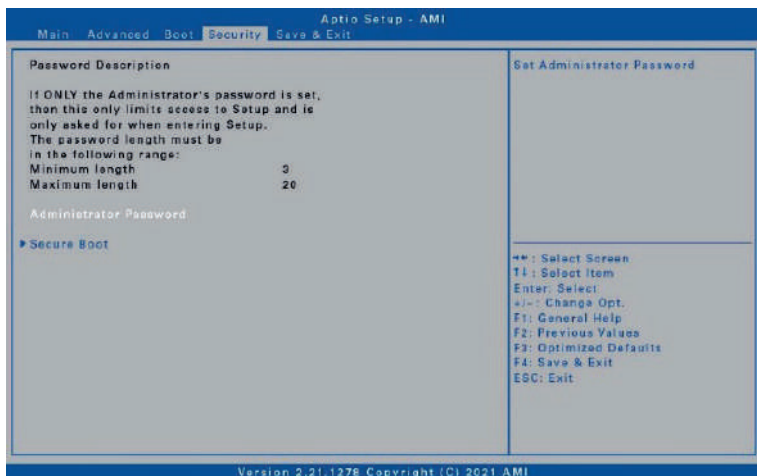 Aptio Setup - AMI
Main Advanced Boot Security Save & Exit
Password Description
If ONLY the Administrator's password is set,
then this only limits access to Setup and is
only asked for when entering Setup.
The password length must be
in the following range:
Minimum length 3
Maximum length 20
Administrator Password
Secure Boot
Set Administrator Password
→←: Select Screen
↑↓: Select Item
Enter: Select
+/-: Change Opt.
F1: General Help
F2: Previous Values
F3: Optimized Defaults
F4: Save & Exit
ESC: Exit
Version 2.21.1278 Copyright (C) 2021 AMI